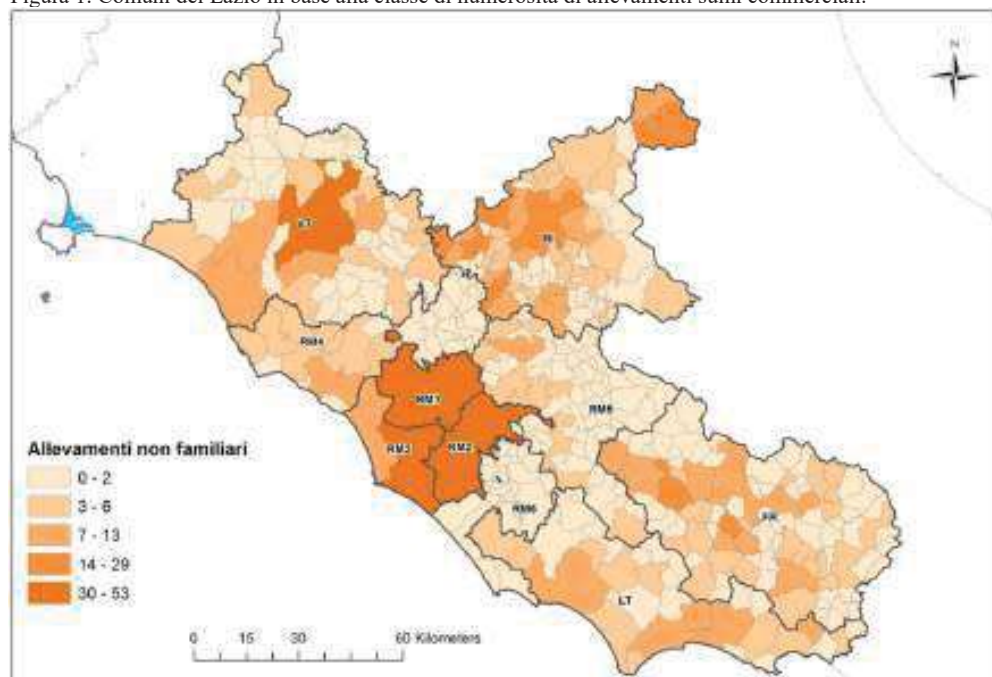 Figura 1. Comuni del Lazio in base alla classe di numerosità di allevamenti suini commerciali.
N
RM4
RM1
RM3
RM2
RM5
RM6
FR
LT
Allevamenti non familiari
0 - 2
3 - 6
7 - 13
14 - 29
30 - 53
0 15 30 60 Kilometers